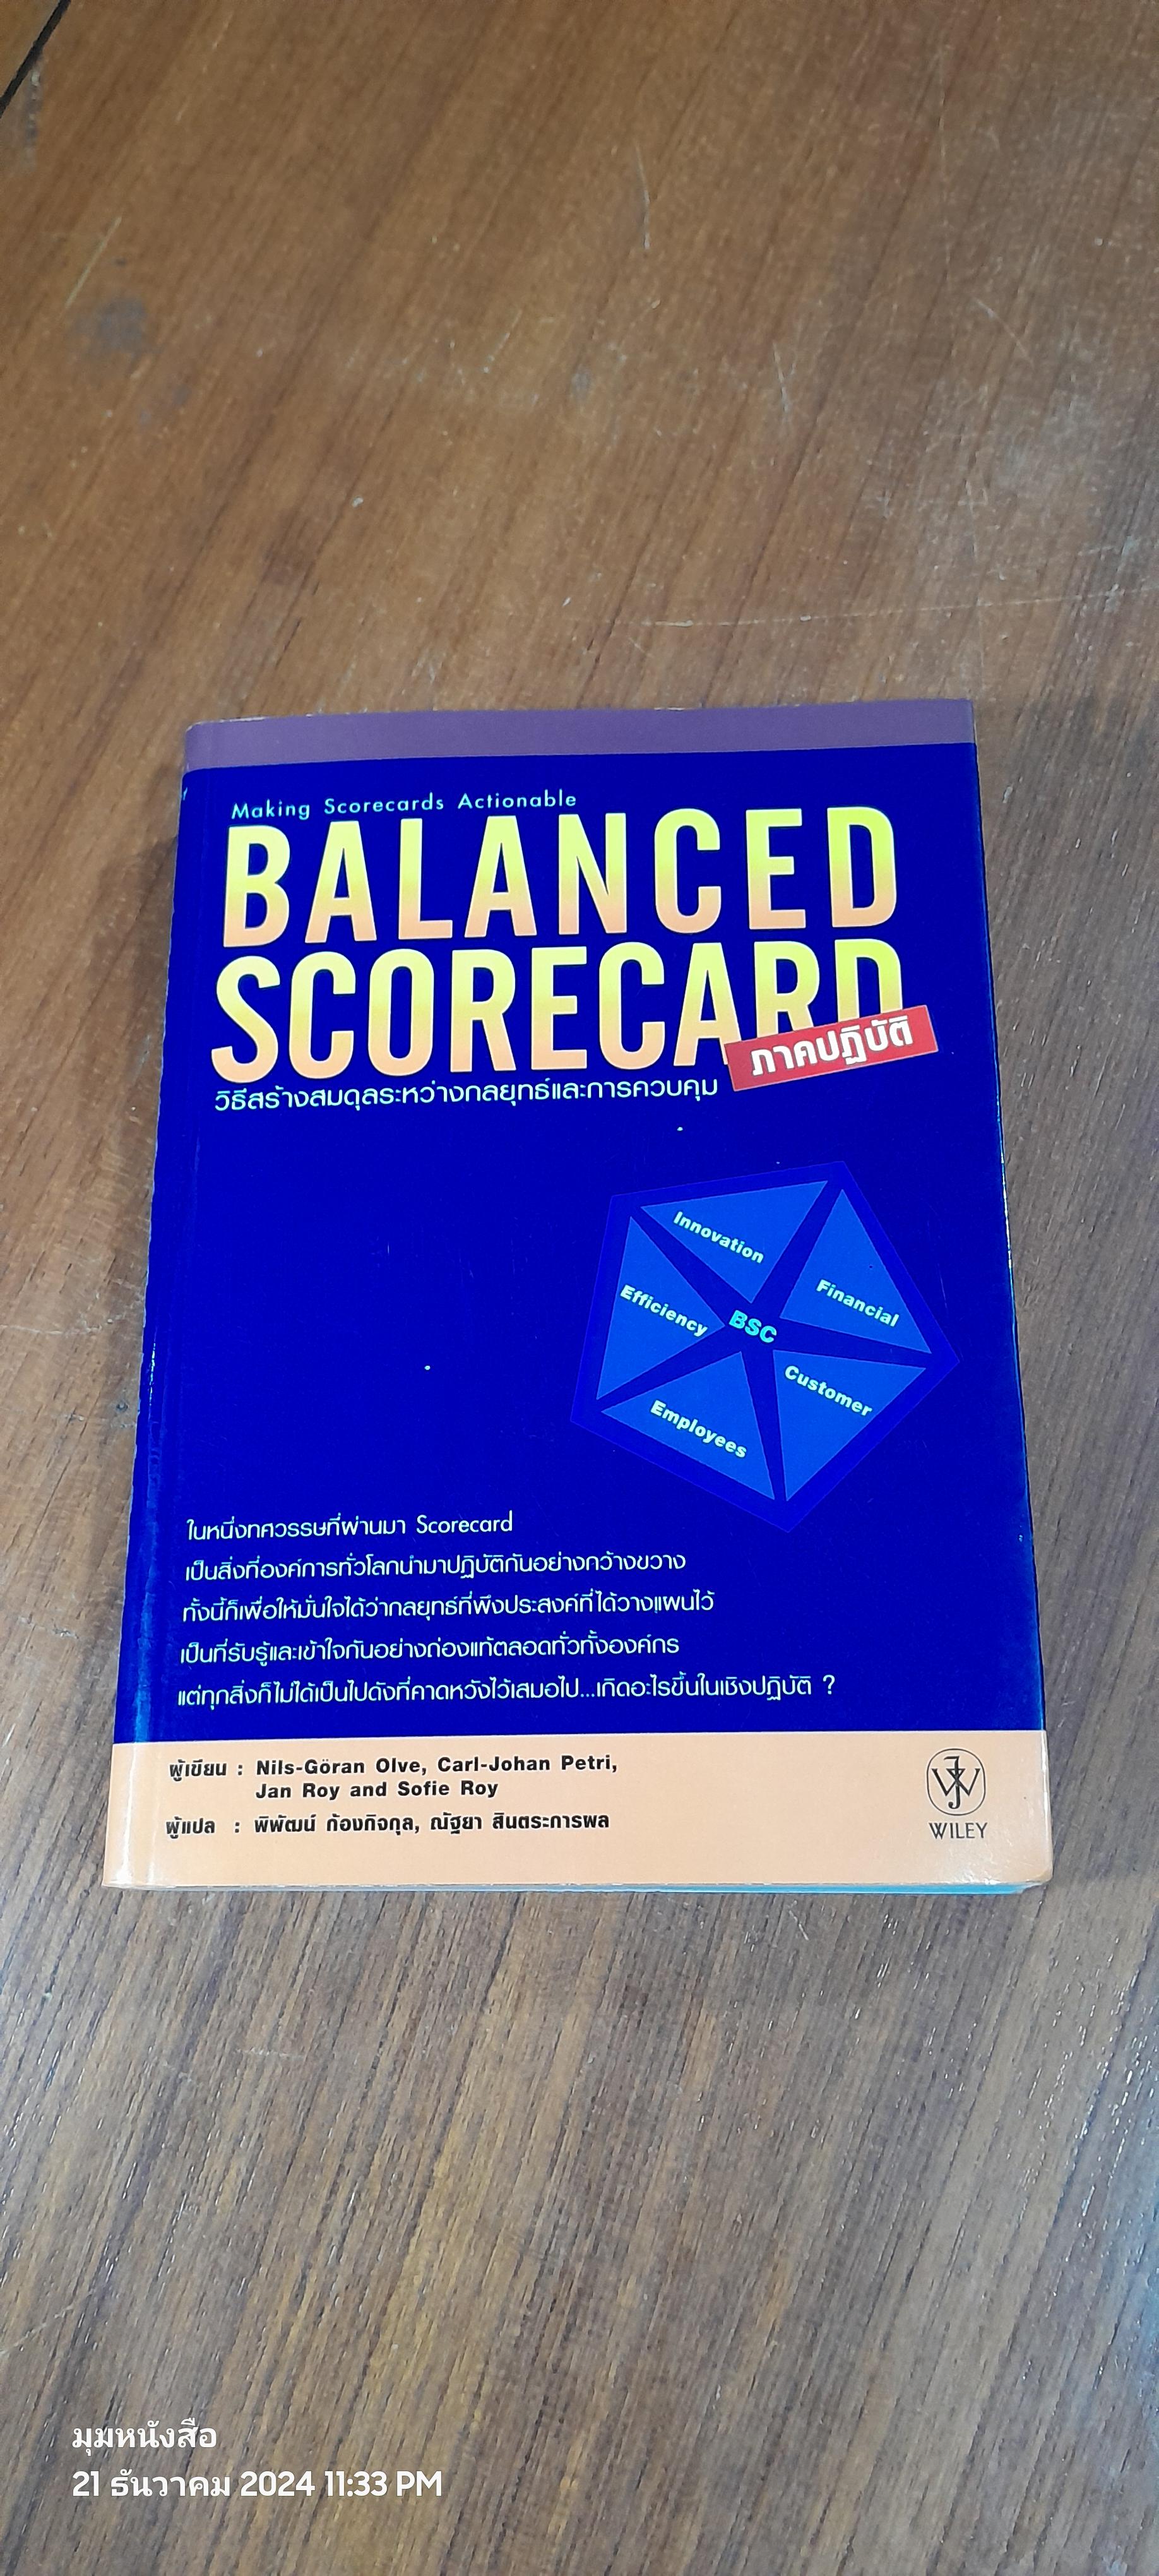 Making Scorecards Actionable
BALANCED
SCORECARD
ภาคปฏิบัติ
วิธีสร้างสมดุลระหว่างกลยุทธ์และการควบคุม
Innovation
Financial
Efficiency
BSC
Customer
Employees
ในหนึ่งทศวรรษที่ผ่านมา Scorecard
เป็นสิ่งที่องค์การทั่วโลกนำมาปฏิบัติกันอย่างกว้างขวาง
ทั้งนี้ก็เพื่อให้มั่นใจได้ว่ากลยุทธ์ที่พึงประสงค์ที่ได้วางแผนไว้
เป็นที่รับรู้และเข้าใจกันอย่างถ่องแท้ตลอดทั่วทั้งองค์กร
แต่ทุกสิ่งก็ไม่ได้เป็นไปดังที่คาดหวังไว้เสมอไป...เกิดอะไรขึ้นในเชิงปฏิบัติ ?
ผู้เขียน : Nils-Göran Olve, Carl-Johan Petri,
Jan Roy and Sofie Roy
ผู้แปล : พิพัฒน์ ก้องกิจกุล, ณัฐยา สินตระการผล
WILEY
มุมหนังสือ
21 ธันวาคม 2024 11:33 PM